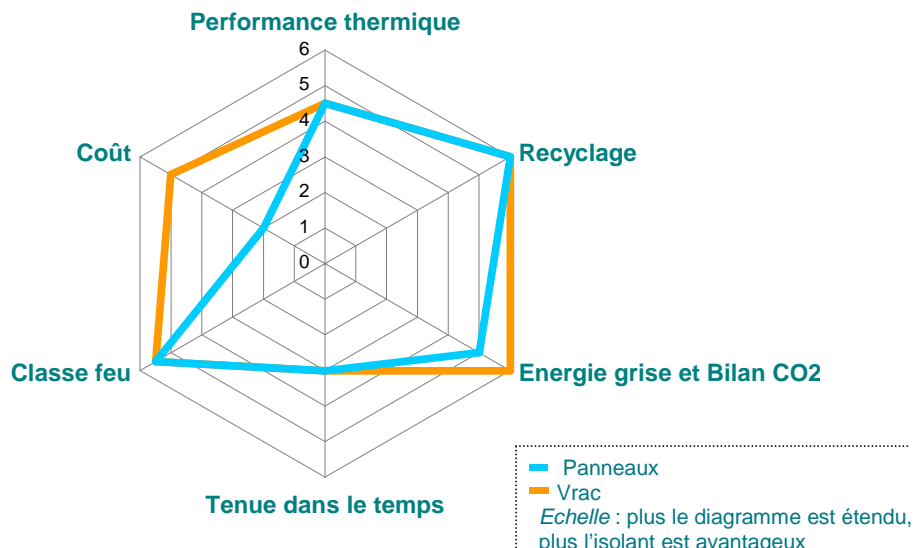 Performance thermique
6
5
4
3
2
1
0
Coût
Recyclage
Classe feu
Energie grise et Bilan CO2
Tenue dans le temps
Panneaux
Vrac
Echelle : plus le diagramme est étendu,
plus l'isolant est avantageux